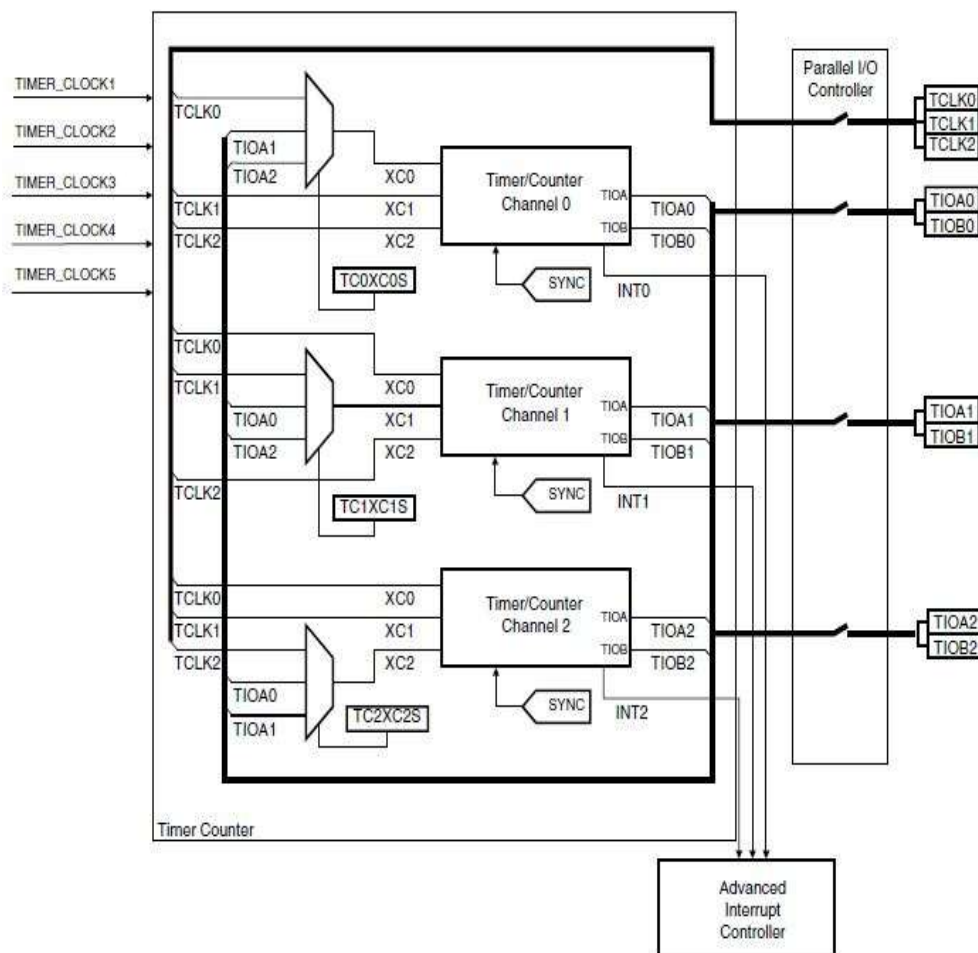 TIMER_CLOCK1
TIMER_CLOCK2
TIMER_CLOCK3
TIMER_CLOCK4
TIMER_CLOCK5
TCLK0
TIOA1
TIOA2
TCLK1
TCLK2
XC0
XC1
XC2
Timer/Counter
Channel 0
TIOA
TIOB
TIOA0
TIOB0
TC0XC0S
SYNC
INT0
TCLK0
TCLK1
TIOA0
TIOA2
TCLK2
XC0
XC1
XC2
Timer/Counter
Channel 1
TIOA
TIOB
TIOA1
TIOB1
TC1XC1S
SYNC
INT1
TCLK0
TCLK1
TCLK2
TIOA0
TIOA1
XC0
XC1
XC2
Timer/Counter
Channel 2
TIOA
TIOB
TIOA2
TIOB2
TC2XC2S
SYNC
INT2
Timer Counter
Parallel I/O
Controller
TCLK0
TCLK1
TCLK2
TIOA0
TIOB0
TIOA1
TIOB1
TIOA2
TIOB2
Advanced
Interrupt
Controller